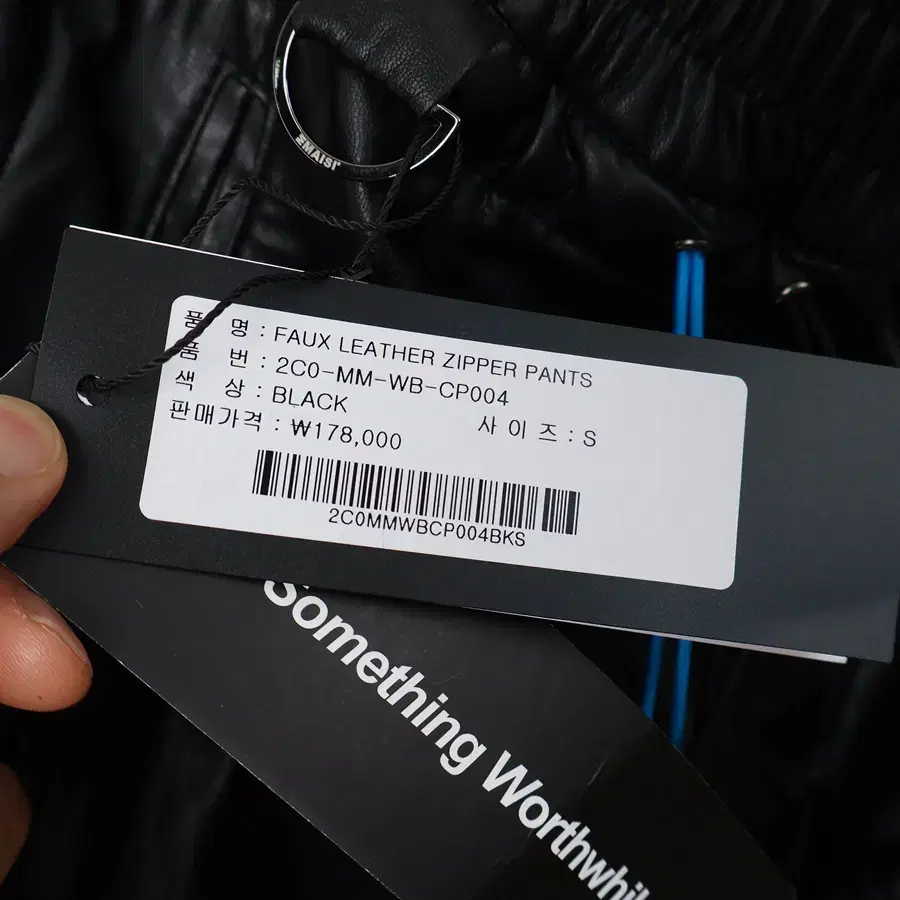 MMAISI
품 명 : FAUX LEATHER ZIPPER PANTS
품 번 : 2C0-MM-WB-CP004
색 상 : BLACK
사 이 즈 : S
판매가격 : ₩178,000
2C0MMWBCP004BKS
Something Worthwhil